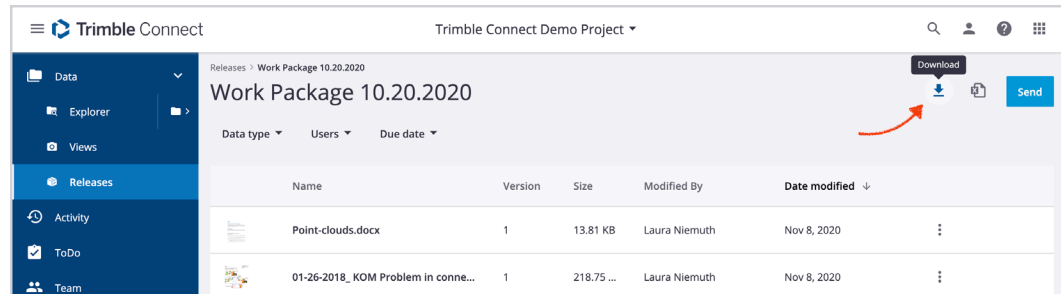 Trimble Connect
Trimble Connect Demo Project
Data
Explorer
Views
Releases
Activity
ToDo
Team
Releases > Work Package 10.20.2020
Work Package 10.20.2020
Download
Send
Data type
Users
Due date
Name Version Size Modified By Date modified
Point-clouds.docx 1 13.81 KB Laura Niemuth Nov 8, 2020
01-26-2018_ KOM Problem in conne... 1 218.75 ... Laura Niemuth Nov 8, 2020